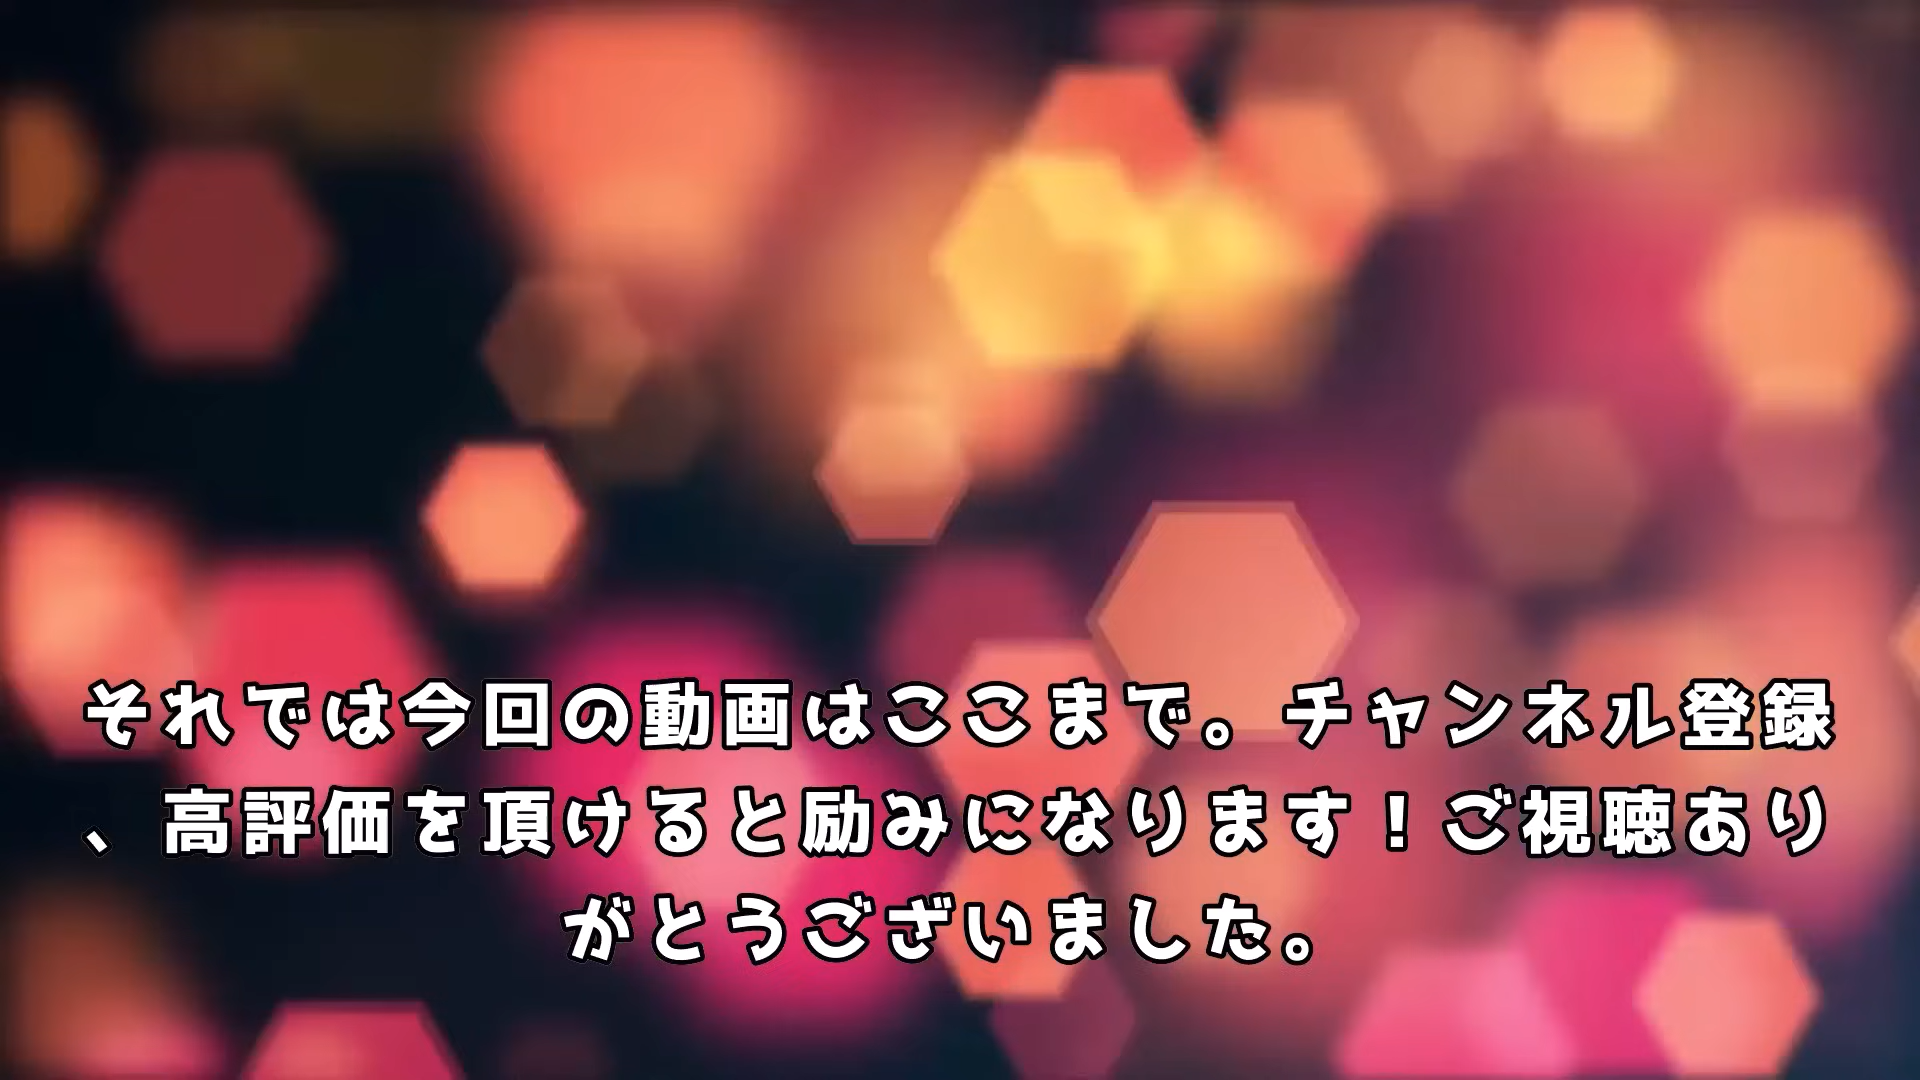 それでは今回の動画はここまで。チャンネル登録
、高評価を頂けると励みになります！ご視聴あり
がとうございました。